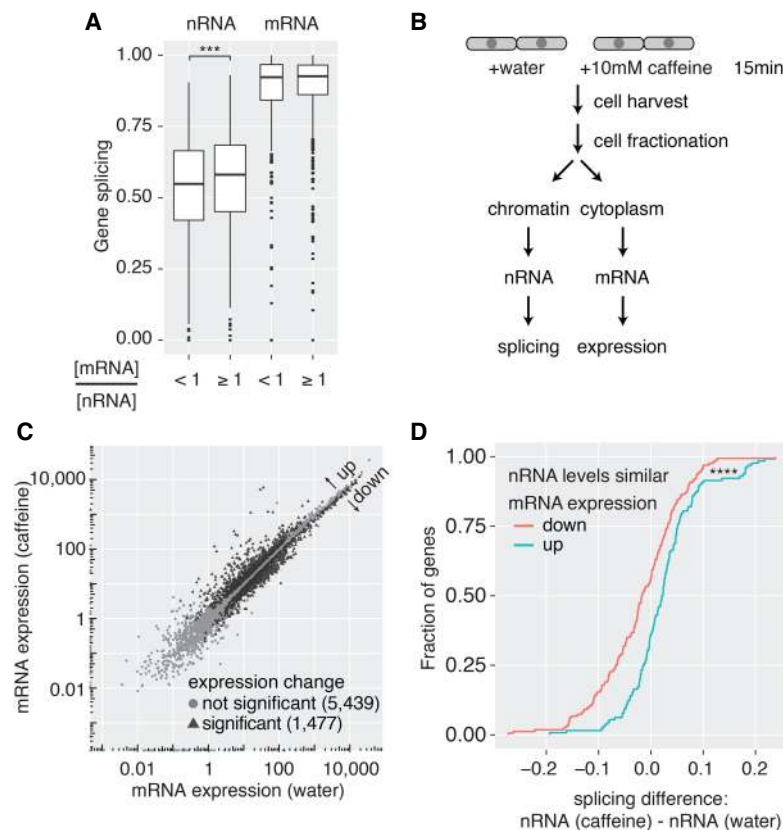 A
nRNA mRNA
***
1.00
0.75
0.50
0.25
0.00
Gene splicing
[mRNA]
[nRNA]
< 1 ≥ 1 < 1 ≥ 1
B
+water +10mM caffeine 15min
cell harvest
cell fractionation
chromatin cytoplasm
nRNA mRNA
splicing expression
C
10,000
100
1
0.01
mRNA expression (caffeine)
up
down
expression change
not significant (5,439)
significant (1,477)
0.01 1 100 10,000
mRNA expression (water)
D
1.00
0.75
0.50
0.25
0.00
Fraction of genes
nRNA levels similar
****
mRNA expression
down
up
−0.2 −0.1 0.0 0.1 0.2
splicing difference:
nRNA (caffeine) - nRNA (water)